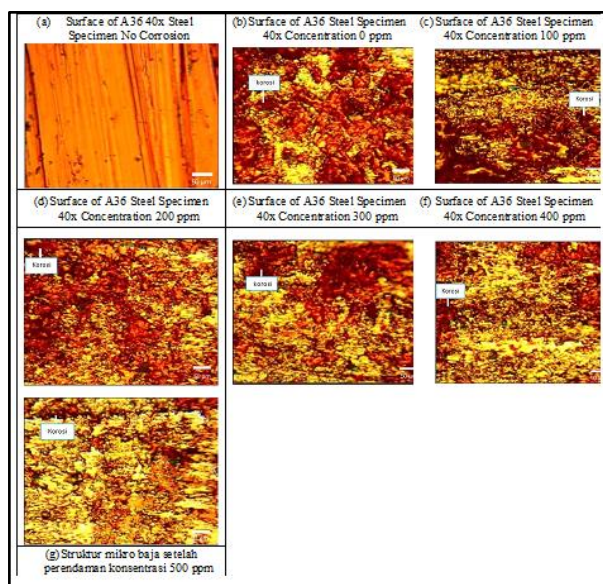 (a) Surface of A36 40x Steel
Specimen No Corrosion
(b) Surface of A36 Steel Specimen
40x Concentration 0 ppm
(c) Surface of A36 Steel Specimen
40x Concentration 100 ppm
Korosi
Korosi
(d) Surface of A36 Steel Specimen
40x Concentration 200 ppm
(e) Surface of A36 Steel Specimen
40x Concentration 300 ppm
(f) Surface of A36 Steel Specimen
40x Concentration 400 ppm
Korosi
Korosi
Korosi
Korosi
(g) Struktur mikro baja setelah
perendaman konsentrasi 500 ppm